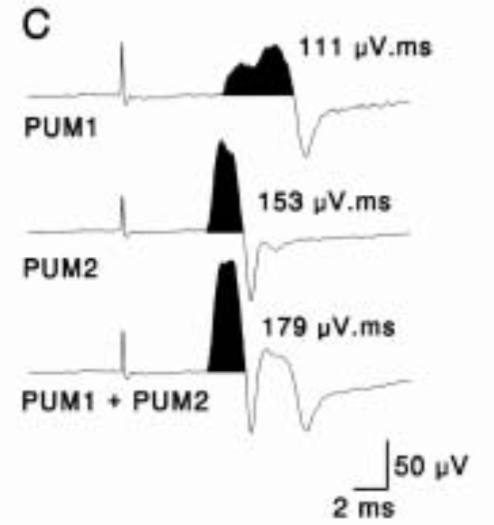 C
111 µV.ms
PUM1
153 µV.ms
PUM2
179 µV.ms
PUM1 + PUM2
50 µV
2 ms